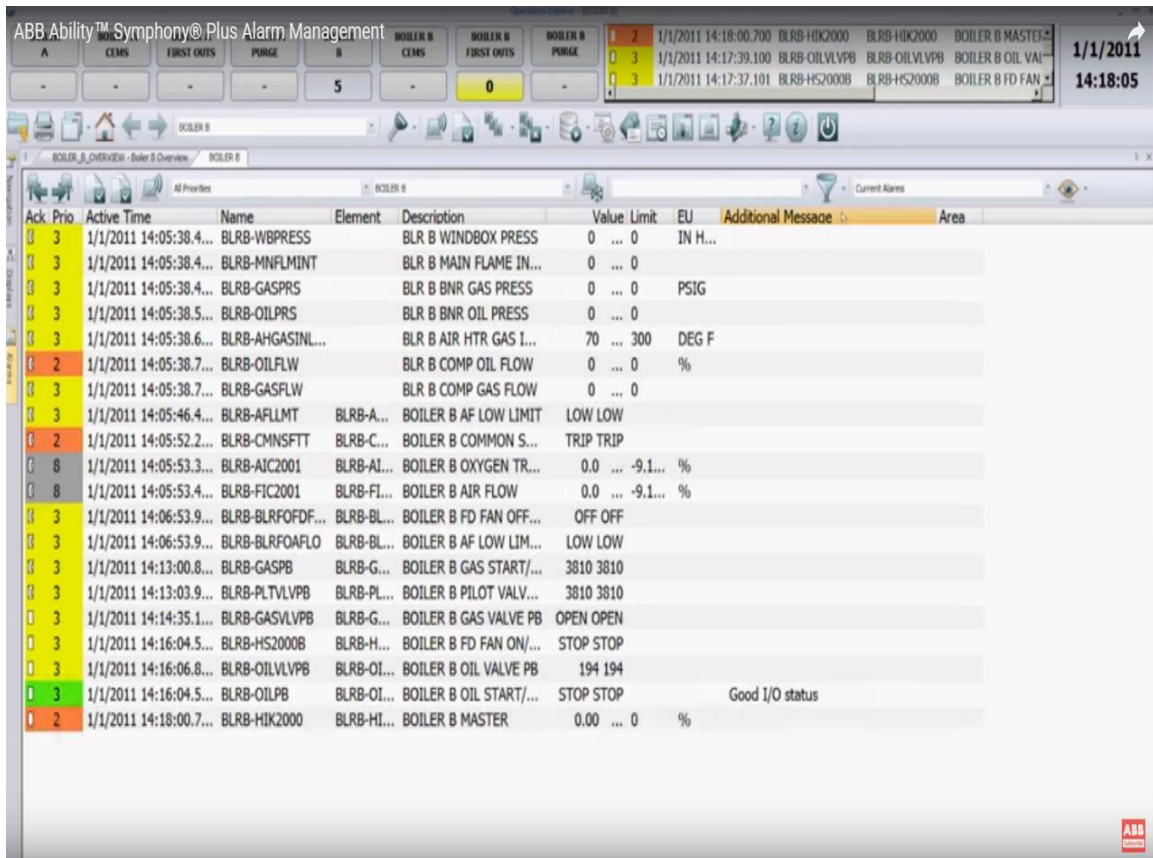 ABB Ability™ Symphony® Plus Alarm Management
A
BOILER B CEMS
FIRST OUTS
PURGE
B
BOILER B CEMS
BOILER B FIRST OUTS
BOILER B PURGE
- - - - 5 - 0 -
2 1/1/2011 14:18:00.700 BLRB-HIK2000 BLRB-HIK2000 BOILER B MASTER
3 1/1/2011 14:17:39.100 BLRB-OILVLVPB BLRB-OILVLVPB BOILER B OIL VAL
3 1/1/2011 14:17:37.101 BLRB-HS2000B BLRB-HS2000B BOILER B FD FAN
1/1/2011
14:18:05
BOILER B
BOILER_B_OVERVIEW - Boiler B Overview BOILER B
All Priorities BOILER B Current Alarms
Ack Prio Active Time Name Element Description Value Limit EU Additional Message Area
3 1/1/2011 14:05:38.4... BLRB-WBPRESS BLR B WINDBOX PRESS 0 ... 0 IN H...
3 1/1/2011 14:05:38.4... BLRB-MNFLMINT BLR B MAIN FLAME IN... 0 ... 0
3 1/1/2011 14:05:38.4... BLRB-GASPRS BLR B BNR GAS PRESS 0 ... 0 PSIG
3 1/1/2011 14:05:38.5... BLRB-OILPRS BLR B BNR OIL PRESS 0 ... 0
3 1/1/2011 14:05:38.6... BLRB-AHGASINL... BLR B AIR HTR GAS I... 70 ... 300 DEG F
2 1/1/2011 14:05:38.7... BLRB-OILFLW BLR B COMP OIL FLOW 0 ... 0 %
3 1/1/2011 14:05:38.7... BLRB-GASFLW BLR B COMP GAS FLOW 0 ... 0
3 1/1/2011 14:05:46.4... BLRB-AFLLMT BLRB-A... BOILER B AF LOW LIMIT LOW LOW
2 1/1/2011 14:05:52.2... BLRB-CMNSFTT BLRB-C... BOILER B COMMON S... TRIP TRIP
8 1/1/2011 14:05:53.3... BLRB-AIC2001 BLRB-AI... BOILER B OXYGEN TR... 0.0 ... -9.1... %
8 1/1/2011 14:05:53.4... BLRB-FIC2001 BLRB-FI... BOILER B AIR FLOW 0.0 ... -9.1... %
3 1/1/2011 14:06:53.9... BLRB-BLRFOFDF... BLRB-BL... BOILER B FD FAN OFF... OFF OFF
3 1/1/2011 14:06:53.9... BLRB-BLRFOAFLO BLRB-BL... BOILER B AF LOW LIM... LOW LOW
3 1/1/2011 14:13:00.8... BLRB-GASPB BLRB-G... BOILER B GAS START/... 3810 3810
3 1/1/2011 14:13:03.9... BLRB-PLTVLVPB BLRB-PL... BOILER B PILOT VALV... 3810 3810
3 1/1/2011 14:14:35.1... BLRB-GASVLVPB BLRB-G... BOILER B GAS VALVE PB OPEN OPEN
3 1/1/2011 14:16:04.5... BLRB-HS2000B BLRB-H... BOILER B FD FAN ON/... STOP STOP
3 1/1/2011 14:16:06.8... BLRB-OILVLVPB BLRB-OI... BOILER B OIL VALVE PB 194 194
3 1/1/2011 14:16:04.5... BLRB-OILPB BLRB-OI... BOILER B OIL START/... STOP STOP Good I/O status
2 1/1/2011 14:18:00.7... BLRB-HIK2000 BLRB-HI... BOILER B MASTER 0.00 ... 0 %
ABB